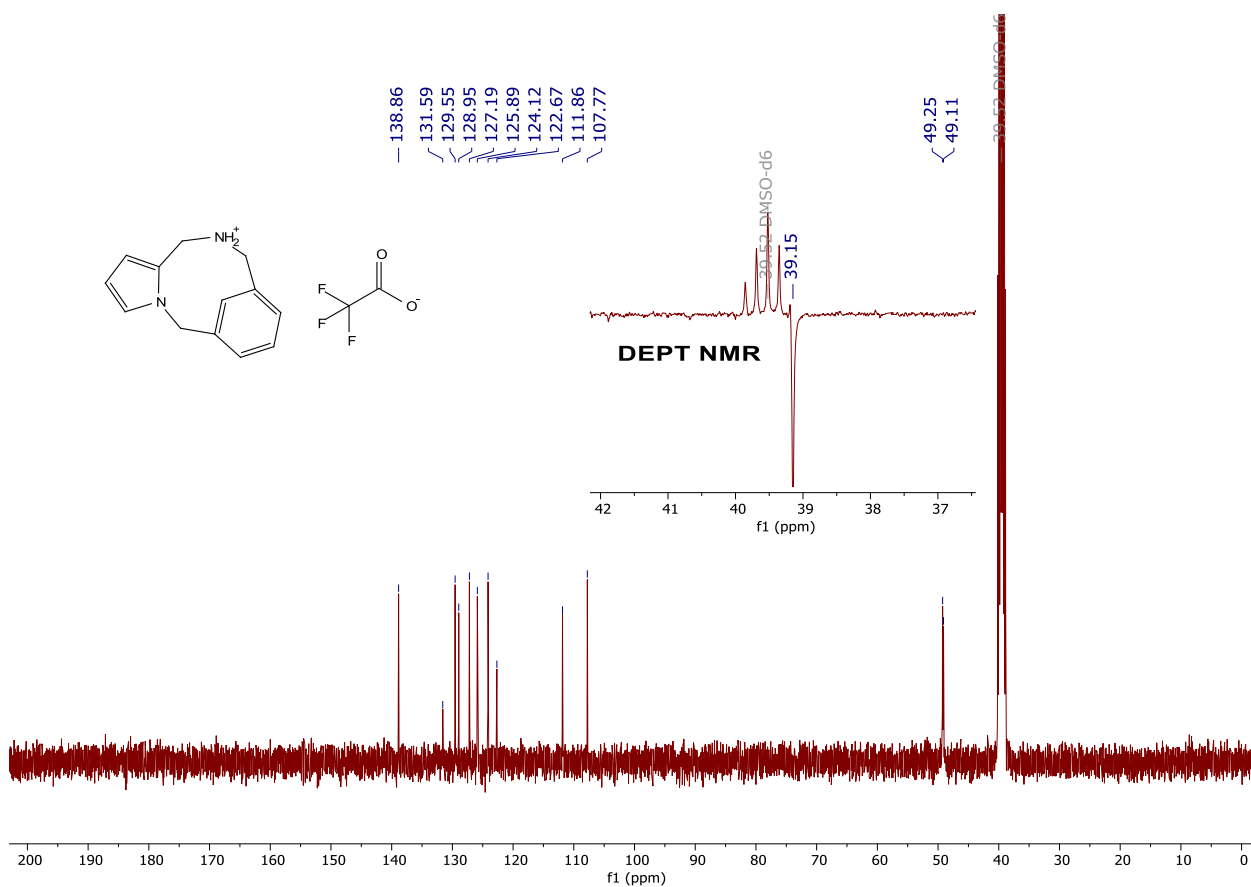 138.86
131.59
129.55
128.95
127.19
125.89
124.12
122.67
111.86
107.77
49.25
49.11
39.52 DMSO-d6
39.52 DMSO-d6
39.15
NH2+
N
O
O-
F
F
F
DEPT NMR
42 41 40 39 38 37
f1 (ppm)
200 190 180 170 160 150 140 130 120 110 100 90 80 70 60 50 40 30 20 10 0
f1 (ppm)